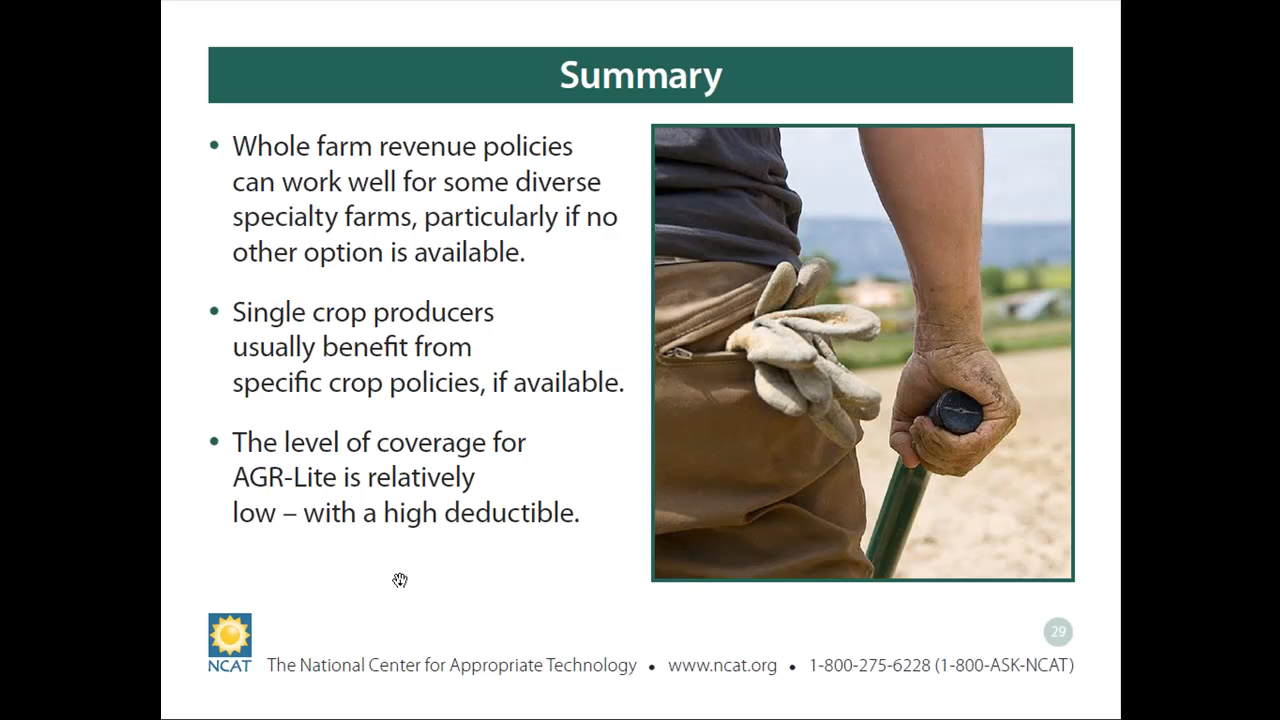 Summary
• Whole farm revenue policies
can work well for some diverse
specialty farms, particularly if no
other option is available.
• Single crop producers
usually benefit from
specific crop policies, if available.
• The level of coverage for
AGR-Lite is relatively
low – with a high deductible.
29
NCAT
The National Center for Appropriate Technology • www.ncat.org • 1-800-275-6228 (1-800-ASK-NCAT)